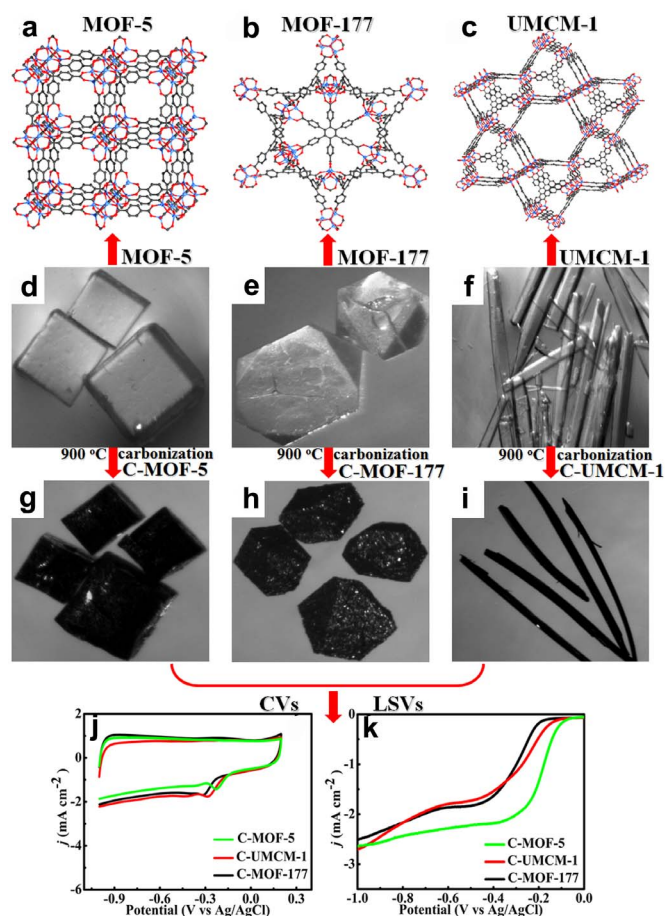 a MOF-5
b MOF-177
c UMCM-1
MOF-5
MOF-177
UMCM-1
d
e
f
900 °C carbonization
C-MOF-5
900 °C carbonization
C-MOF-177
900 °C carbonization
C-UMCM-1
g
h
i
CVs
LSVs
j
2
0
-2
-4
-6
j (mA cm⁻²)
C-MOF-5
C-UMCM-1
C-MOF-177
-0.9 -0.6 -0.3 0.0 0.3
Potential (V vs Ag/AgCl)
k
0
-1
-2
-3
j (mA cm⁻²)
C-MOF-5
C-UMCM-1
C-MOF-177
-1.0 -0.8 -0.6 -0.4 -0.2 0.0
Potential (V vs Ag/AgCl)